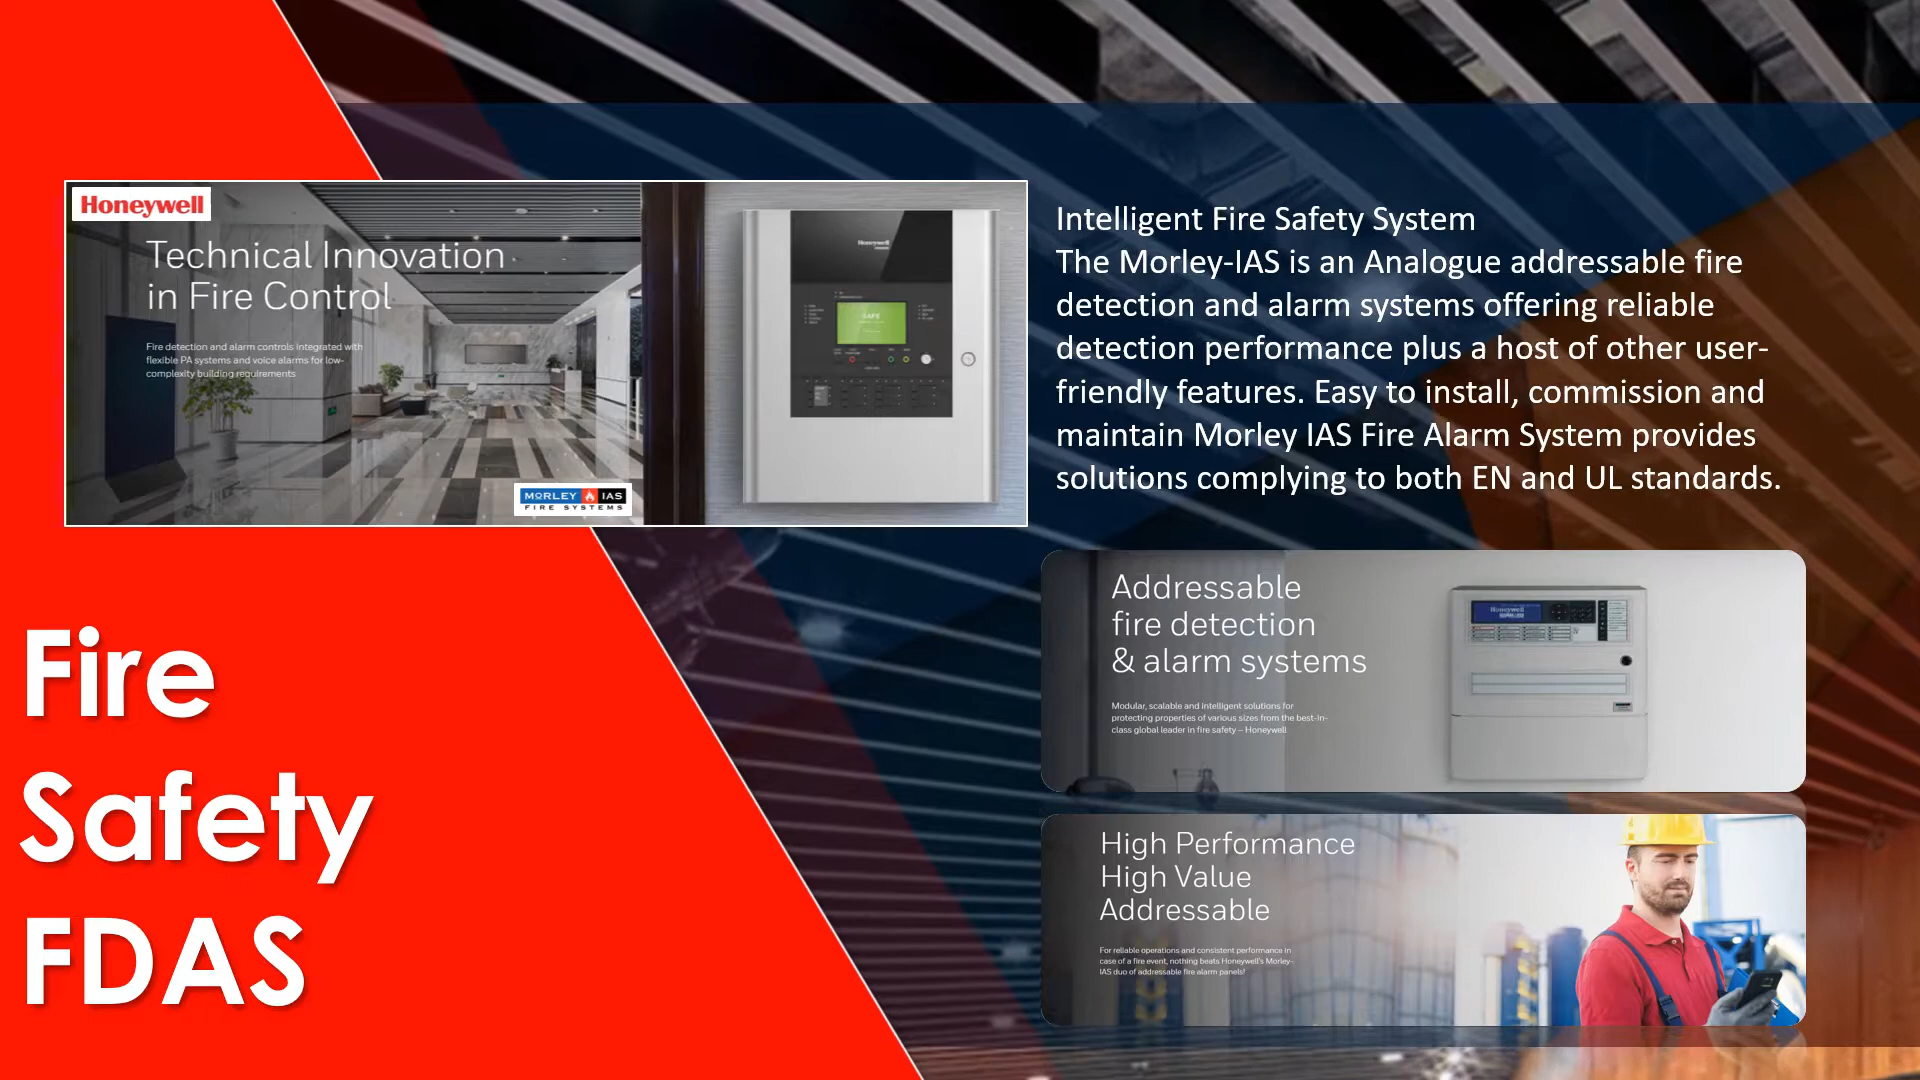 Honeywell
Technical Innovation
in Fire Control
Fire detection and alarm controls integrated with
flexible PA systems and voice alarms for low-
complexity building requirements
MORLEY IAS
FIRE SYSTEMS
Honeywell
SAFE
Intelligent Fire Safety System
The Morley-IAS is an Analogue addressable fire
detection and alarm systems offering reliable
detection performance plus a host of other user-
friendly features. Easy to install, commission and
maintain Morley IAS Fire Alarm System provides
solutions complying to both EN and UL standards.
Addressable
fire detection
& alarm systems
Modular, scalable and intelligent solutions for
protecting properties of various sizes from the best-in-
class global leader in fire safety – Honeywell
Honeywell
High Performance
High Value
Addressable
For reliable operations and consistent performance in
case of a fire event, nothing beats Honeywell's Morley-
IAS duo of addressable fire alarm panels!
Fire
Safety
FDAS